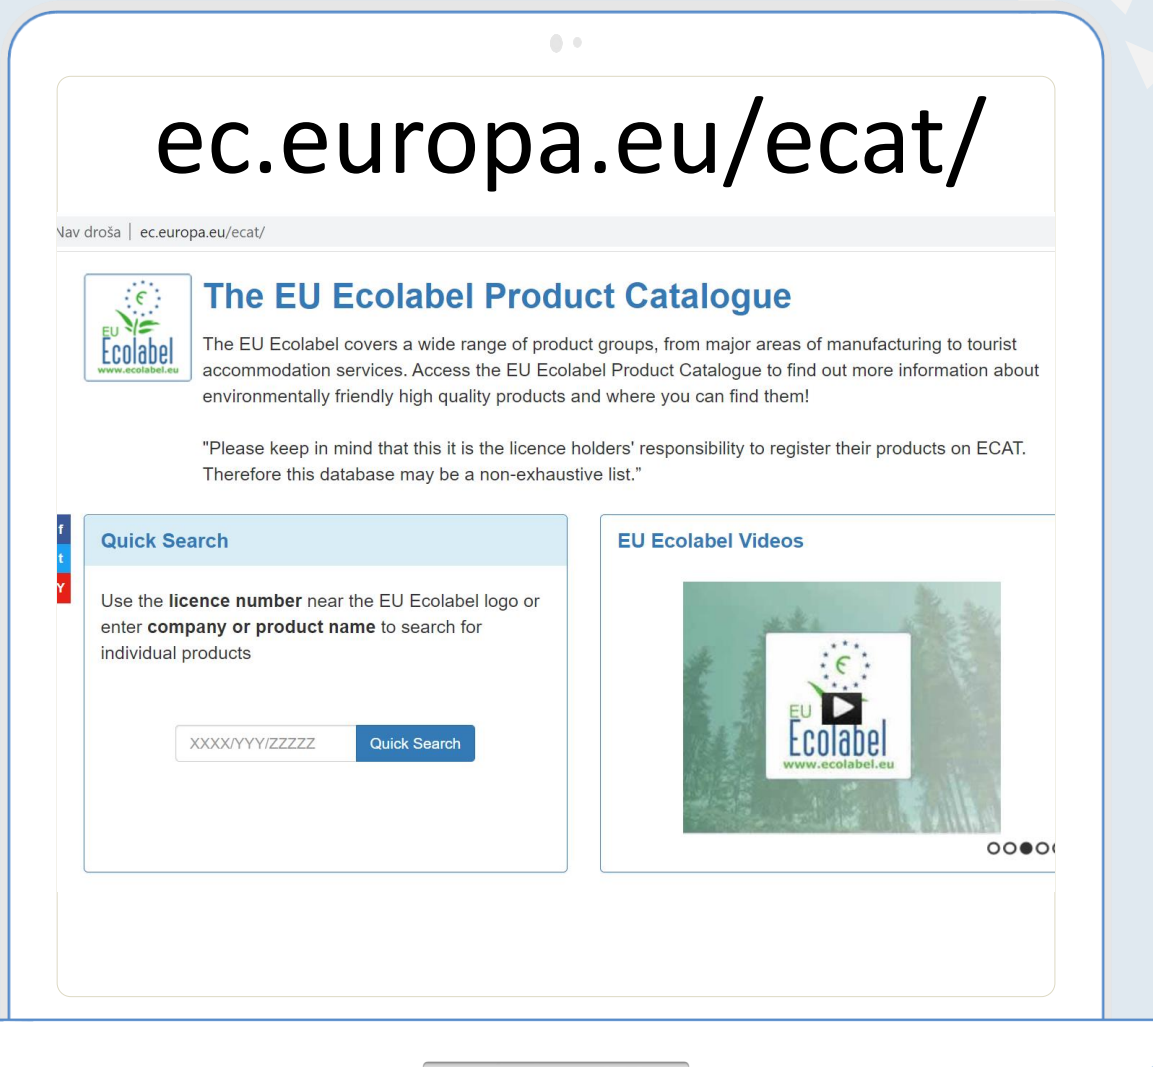 ec.europa.eu/ecat/
Nav droša | ec.europa.eu/ecat/
EU
Ecolabel
www.ecolabel.eu
The EU Ecolabel Product Catalogue
The EU Ecolabel covers a wide range of product groups, from major areas of manufacturing to tourist
accommodation services. Access the EU Ecolabel Product Catalogue to find out more information about
environmentally friendly high quality products and where you can find them!
"Please keep in mind that this it is the licence holders' responsibility to register their products on ECAT.
Therefore this database may be a non-exhaustive list.”
f
t
Y
Quick Search
Use the licence number near the EU Ecolabel logo or
enter company or product name to search for
individual products
XXXX/YYY/ZZZZZ
Quick Search
EU Ecolabel Videos
EU
Ecolabel
www.ecolabel.eu